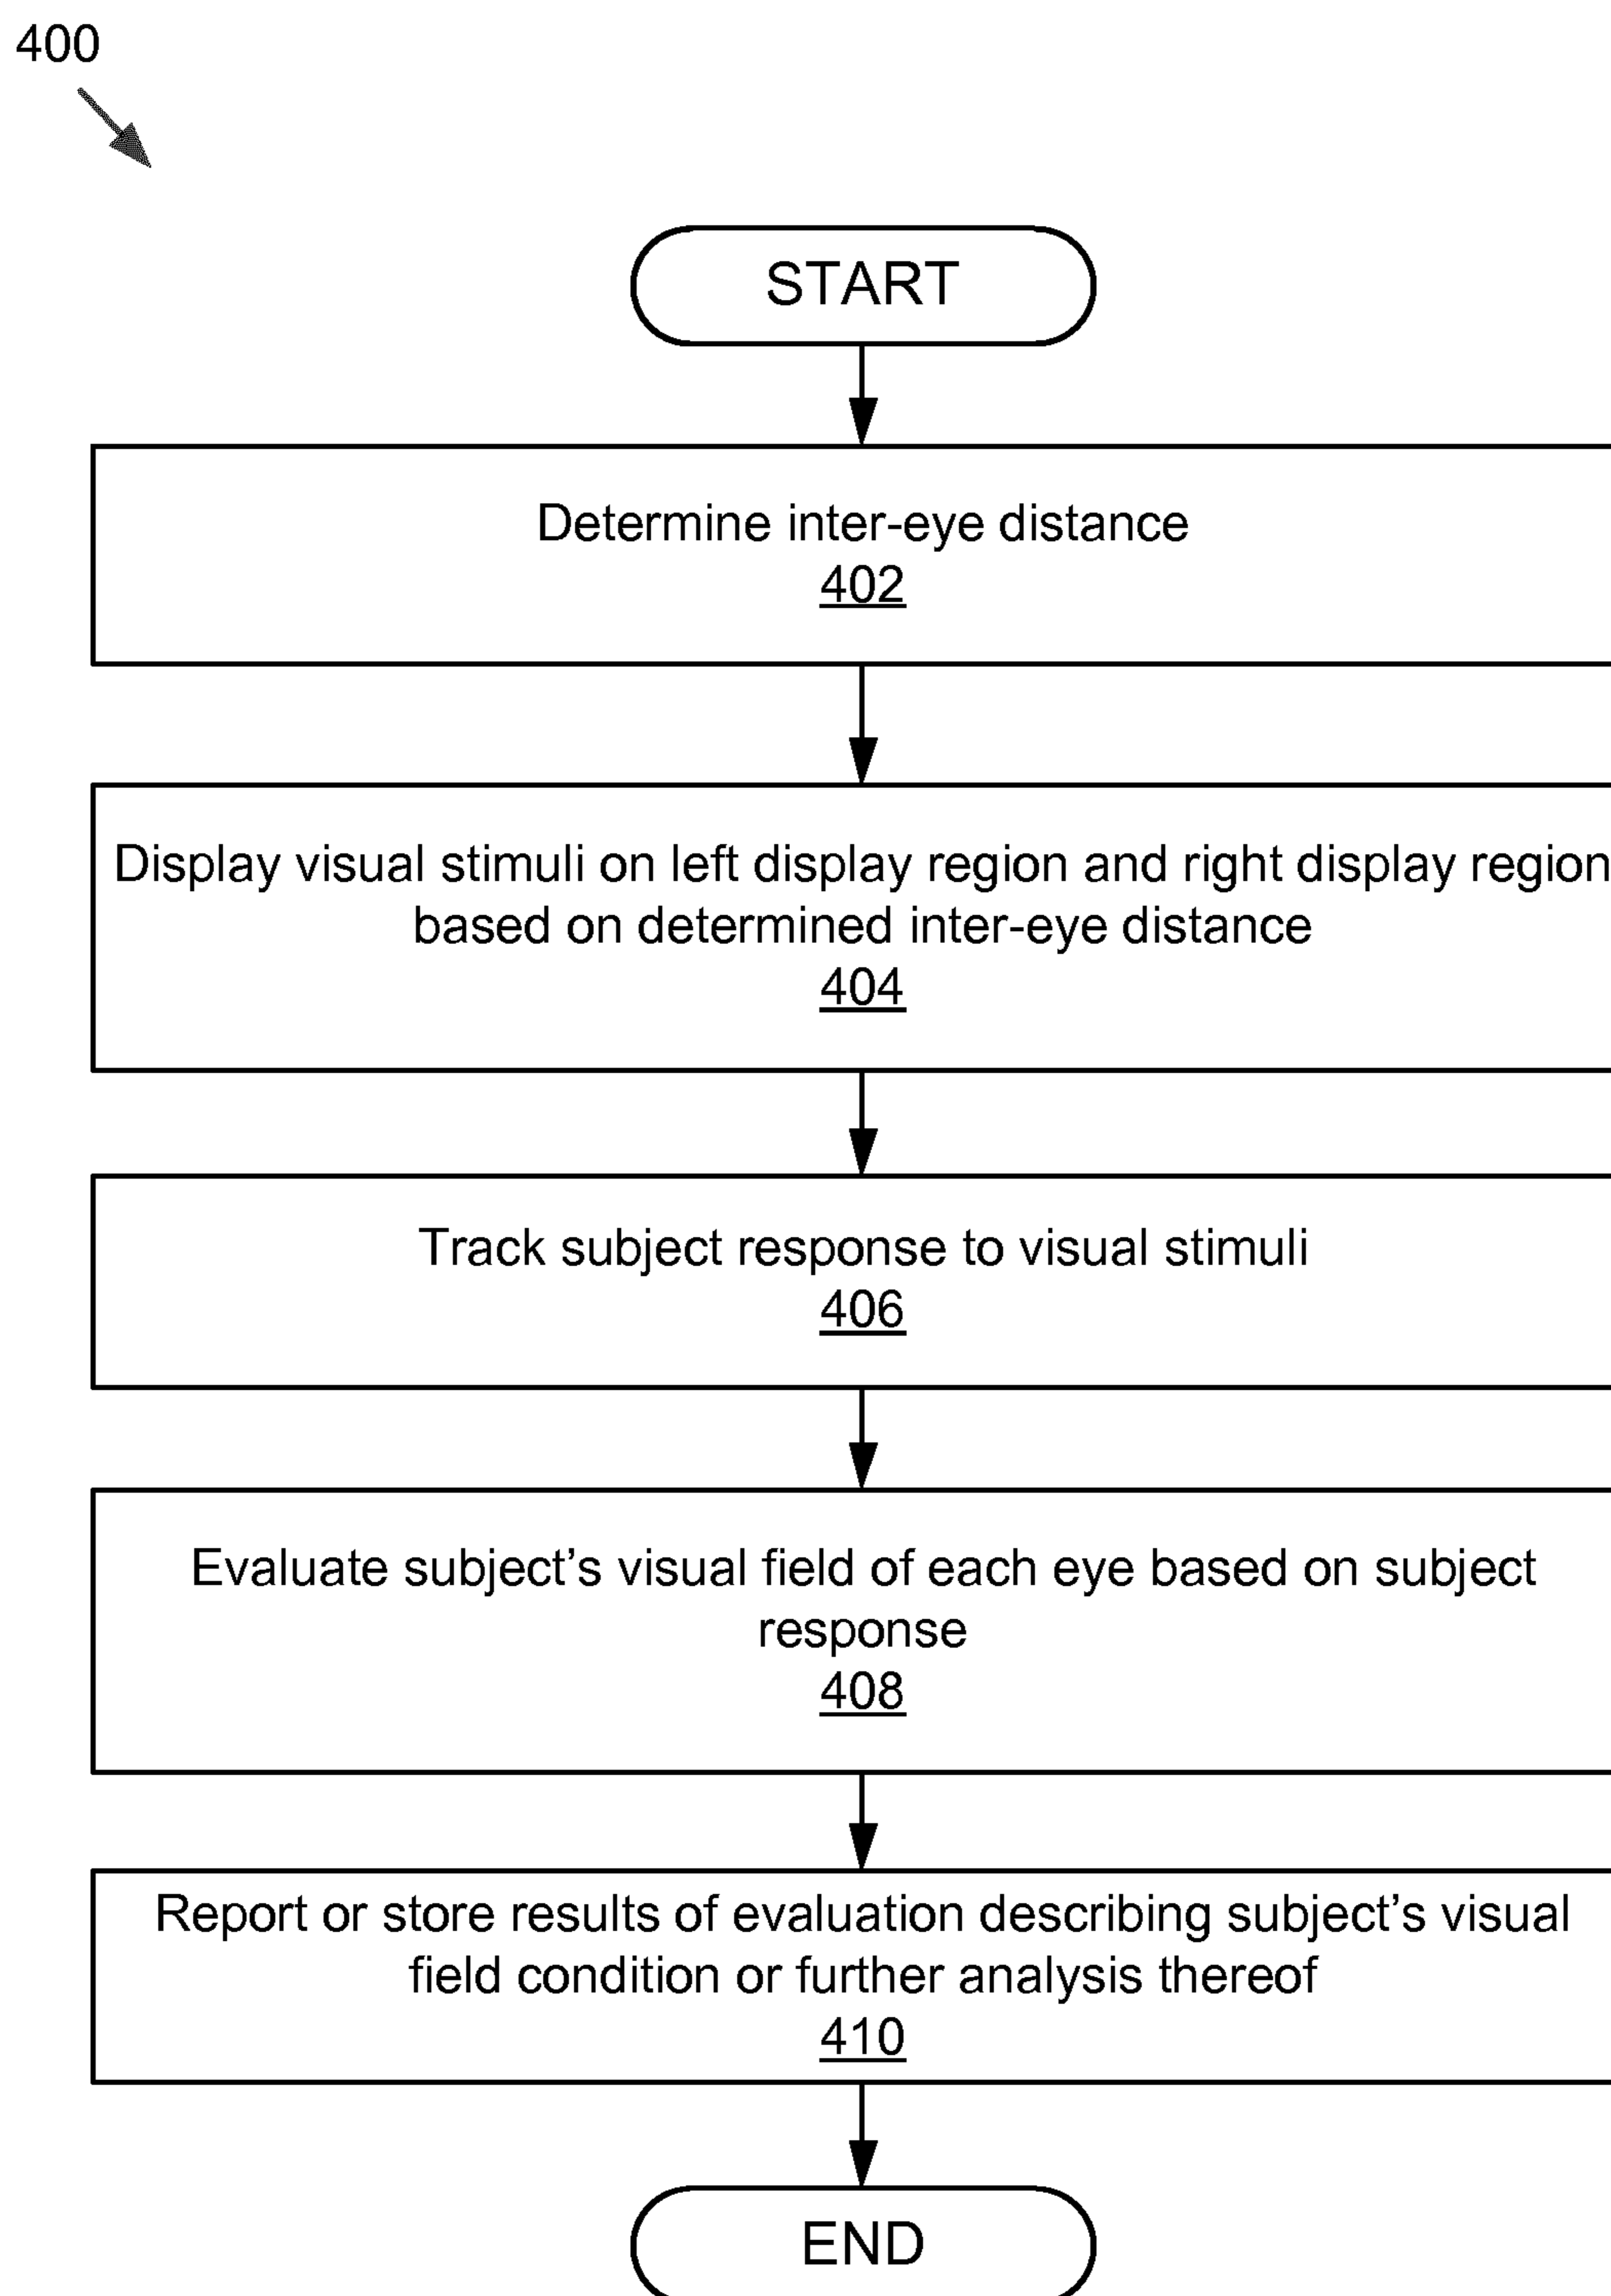 400
START
Determine inter-eye distance
402
Display visual stimuli on left display region and right display region
based on determined inter-eye distance
404
Track subject response to visual stimuli
406
Evaluate subject’s visual field of each eye based on subject
response
408
Report or store results of evaluation describing subject’s visual
field condition or further analysis thereof
410
END